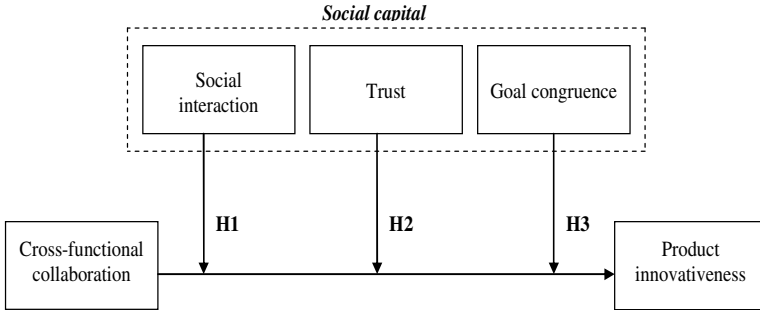 Social capital
Social
interaction
Trust
Goal congruence
H1
H2
H3
Cross-functional
collaboration
Product
innovativeness